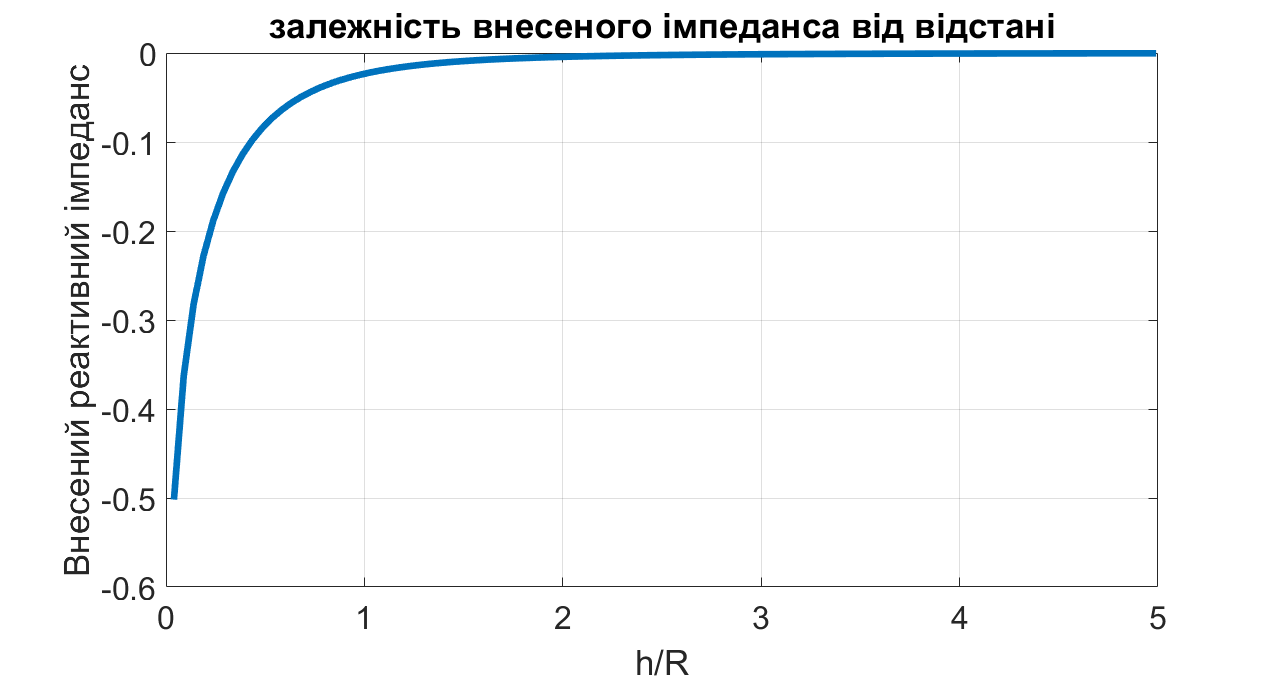 залежність внесеного імпеданса від відстані
Внесений реактивний імпеданс
0
-0.1
-0.2
-0.3
-0.4
-0.5
-0.6
0 1 2 3 4 5
h/R